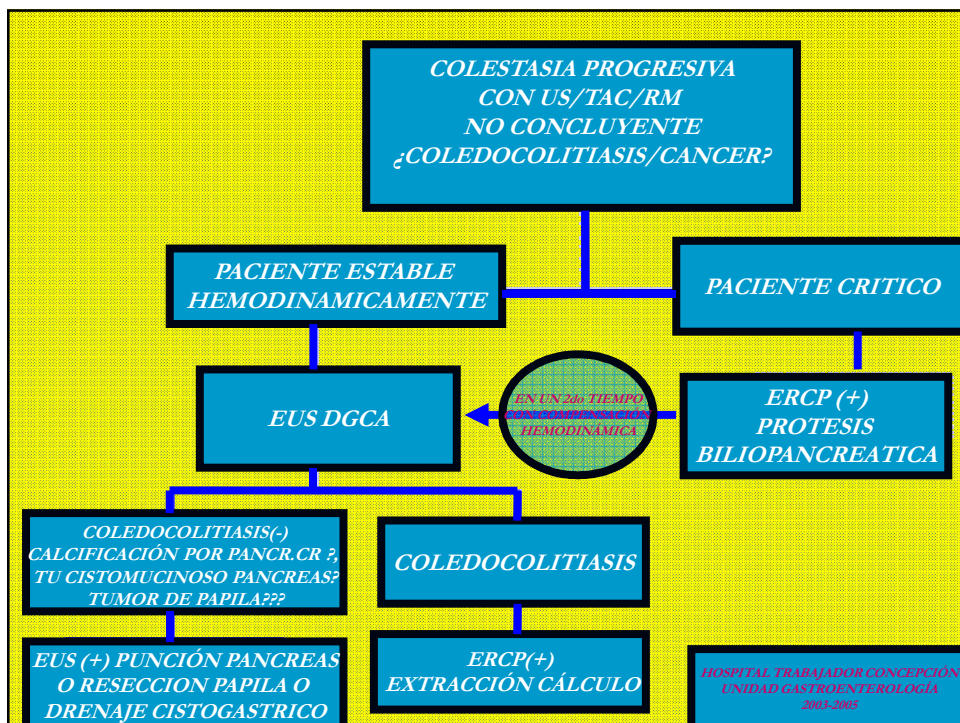 COLESTASIA PROGRESIVA
CON US/TAC/RM
NO CONCLUYENTE
¿COLEDOCOLITIASIS/CANCER?
PACIENTE ESTABLE
HEMODINAMICAMENTE
PACIENTE CRITICO
EUS DGCA
EN UN 2do TIEMPO
CON COMPENSACIÓN
HEMODINÁMICA
ERCP (+)
PROTESIS
BILIOPANCREATICA
COLEDOCOLITIASIS(-)
CALCIFICACIÓN POR PANCR.CR ?,
TU CISTOMUCINOSO PANCREAS?
TUMOR DE PAPILA???
COLEDOCOLITIASIS
EUS (+) PUNCIÓN PANCREAS
O RESECCION PAPILA O
DRENAJE CISTOGASTRICO
ERCP(+)
EXTRACCIÓN CÁLCULO
HOSPITAL TRABAJADOR CONCEPCIÓN
UNIDAD GASTROENTEROLOGÍA
2003-2005